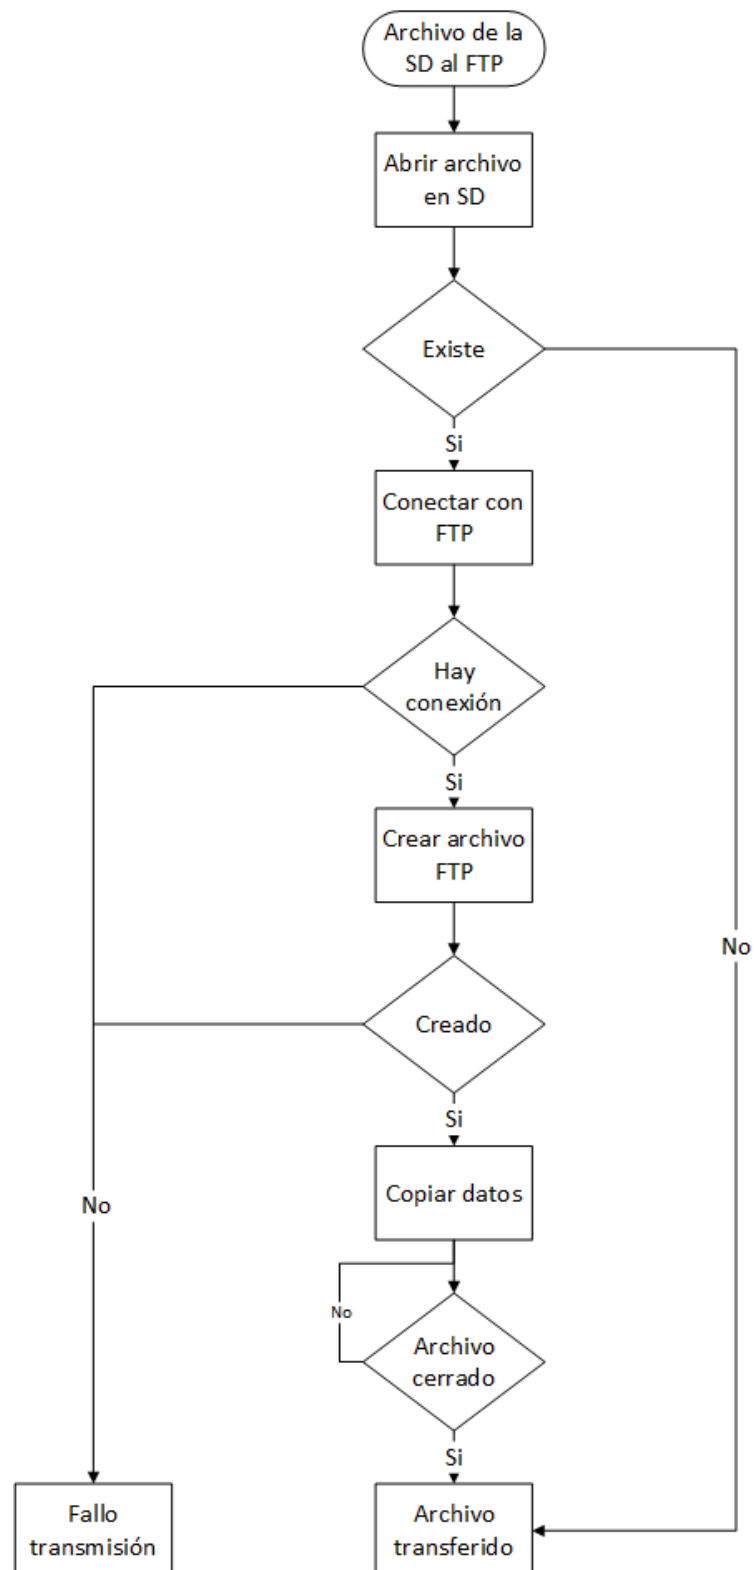 Archivo de la
SD al FTP
Abrir archivo
en SD
Existe
Si
Conectar con
FTP
Hay
conexión
Si
Crear archivo
FTP
No
Creado
Si
Copiar datos
No
No
Archivo
cerrado
Si
Fallo
transmisión
Archivo
transferido